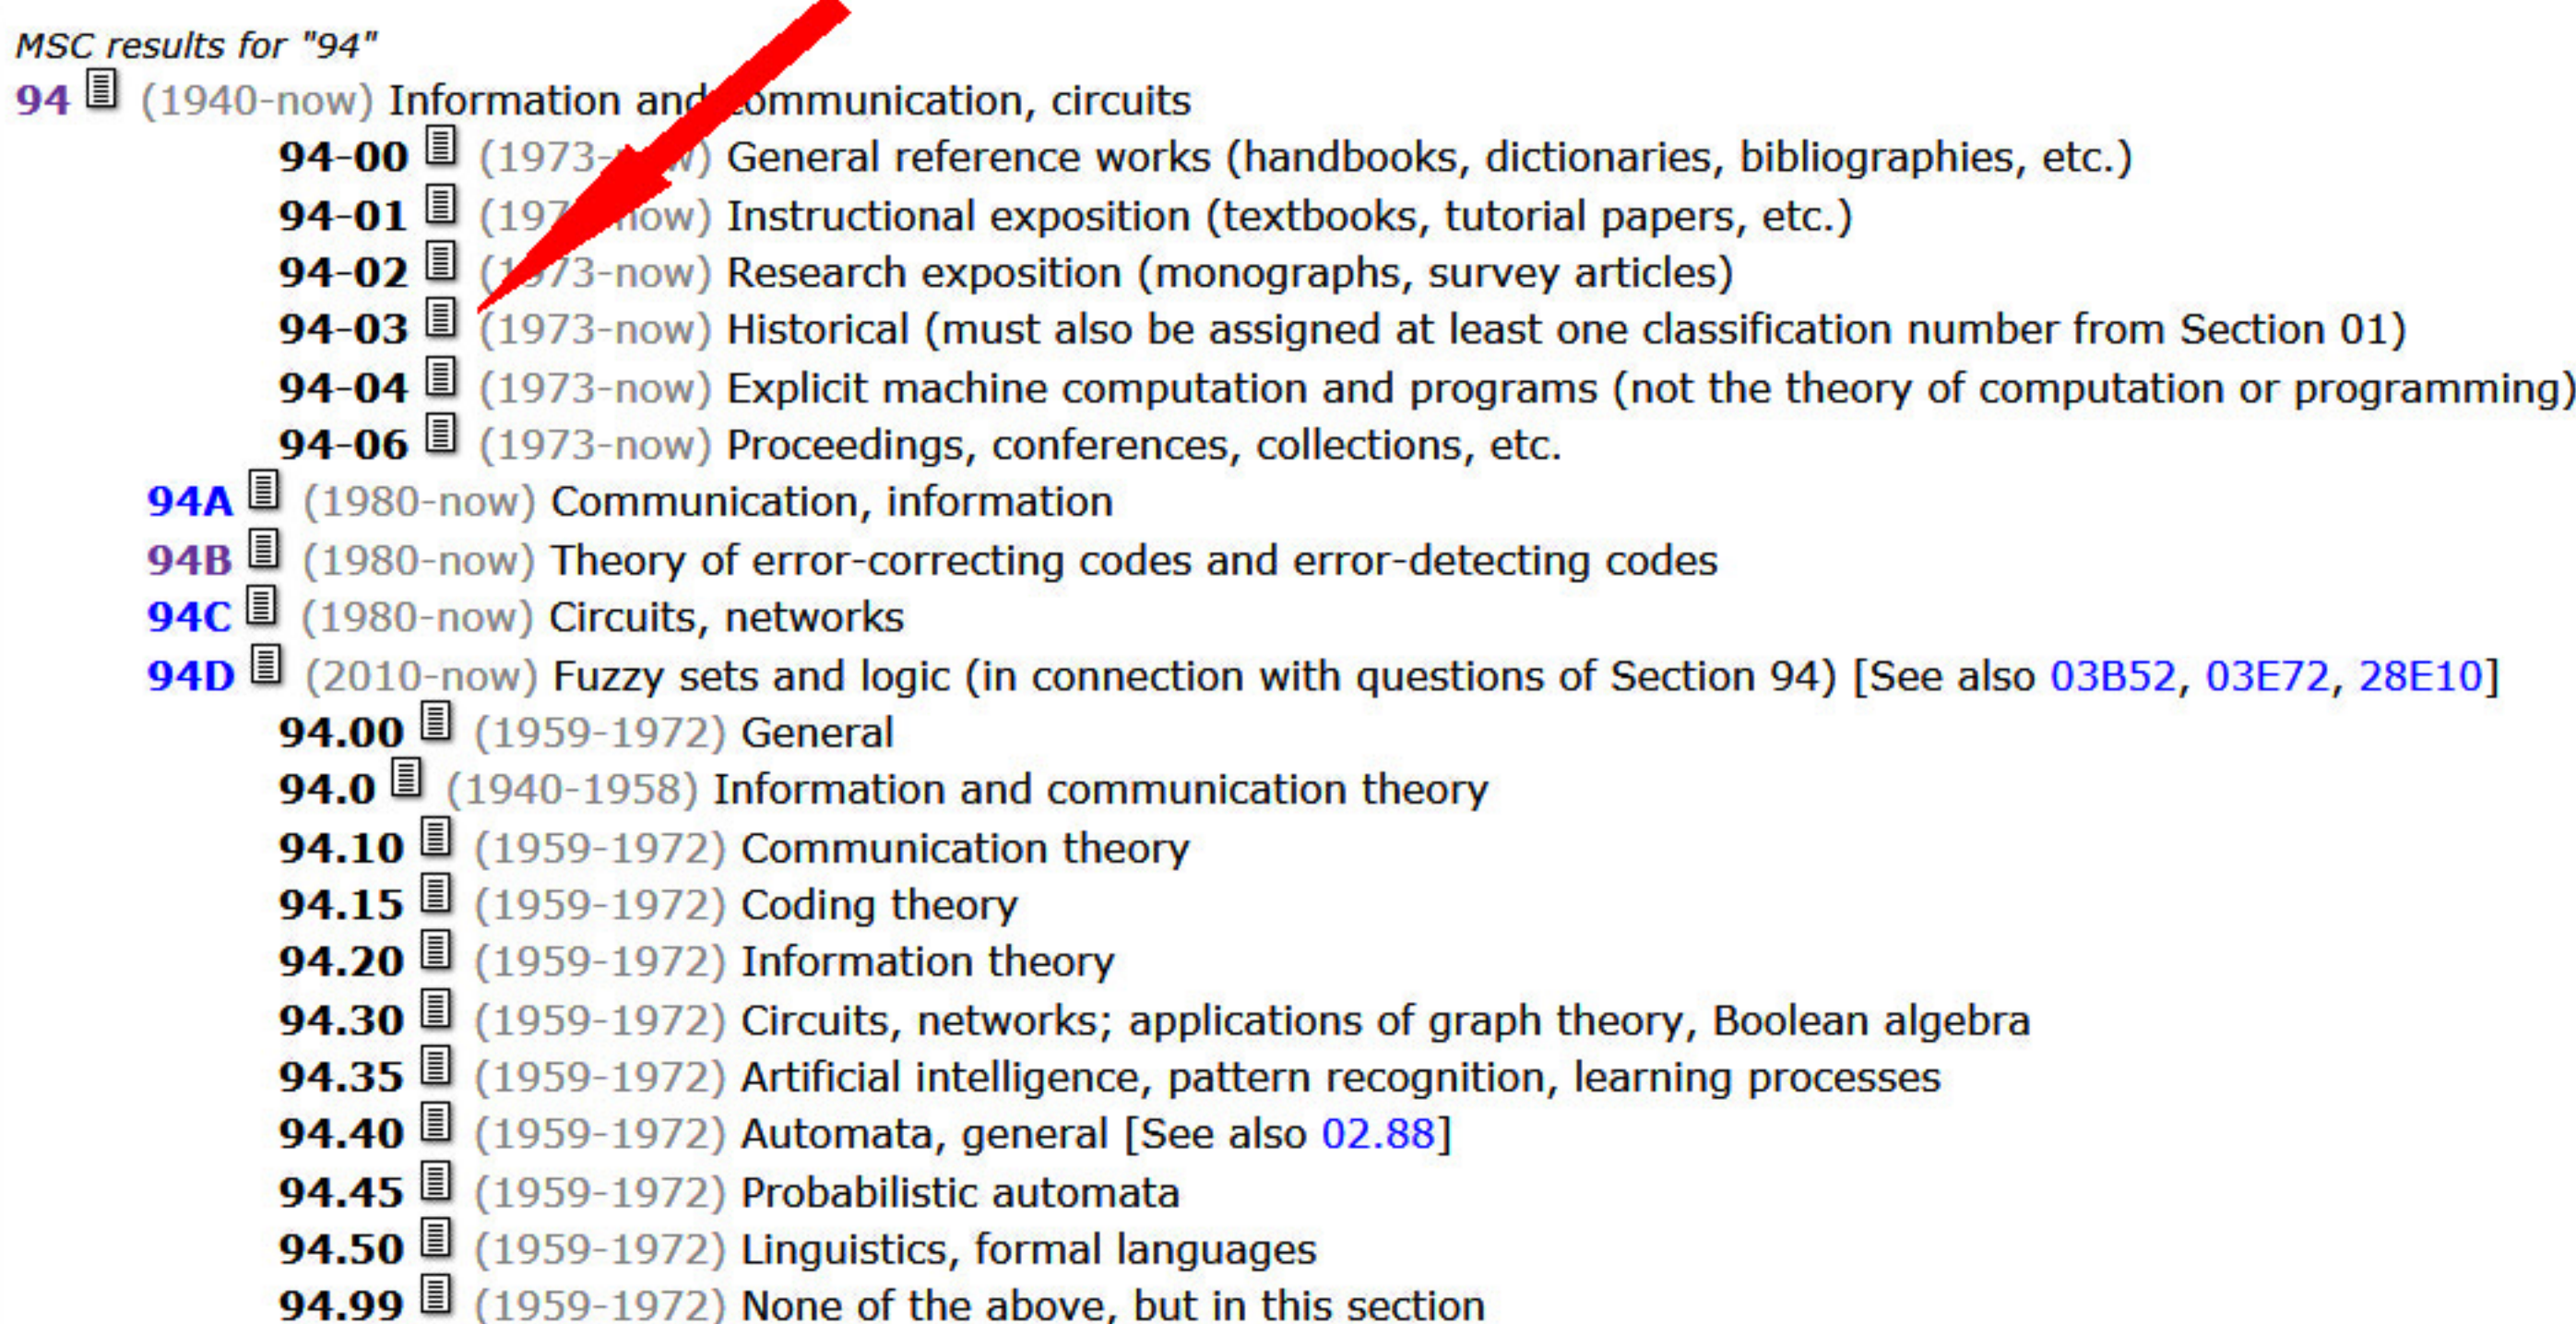 MSC results for "94"
94 (1940-now) Information and communication, circuits
94-00 (1973-now) General reference works (handbooks, dictionaries, bibliographies, etc.)
94-01 (1973-now) Instructional exposition (textbooks, tutorial papers, etc.)
94-02 (1973-now) Research exposition (monographs, survey articles)
94-03 (1973-now) Historical (must also be assigned at least one classification number from Section 01)
94-04 (1973-now) Explicit machine computation and programs (not the theory of computation or programming)
94-06 (1973-now) Proceedings, conferences, collections, etc.
94A (1980-now) Communication, information
94B (1980-now) Theory of error-correcting codes and error-detecting codes
94C (1980-now) Circuits, networks
94D (2010-now) Fuzzy sets and logic (in connection with questions of Section 94) [See also 03B52, 03E72, 28E10]
94.00 (1959-1972) General
94.0 (1940-1958) Information and communication theory
94.10 (1959-1972) Communication theory
94.15 (1959-1972) Coding theory
94.20 (1959-1972) Information theory
94.30 (1959-1972) Circuits, networks; applications of graph theory, Boolean algebra
94.35 (1959-1972) Artificial intelligence, pattern recognition, learning processes
94.40 (1959-1972) Automata, general [See also 02.88]
94.45 (1959-1972) Probabilistic automata
94.50 (1959-1972) Linguistics, formal languages
94.99 (1959-1972) None of the above, but in this section